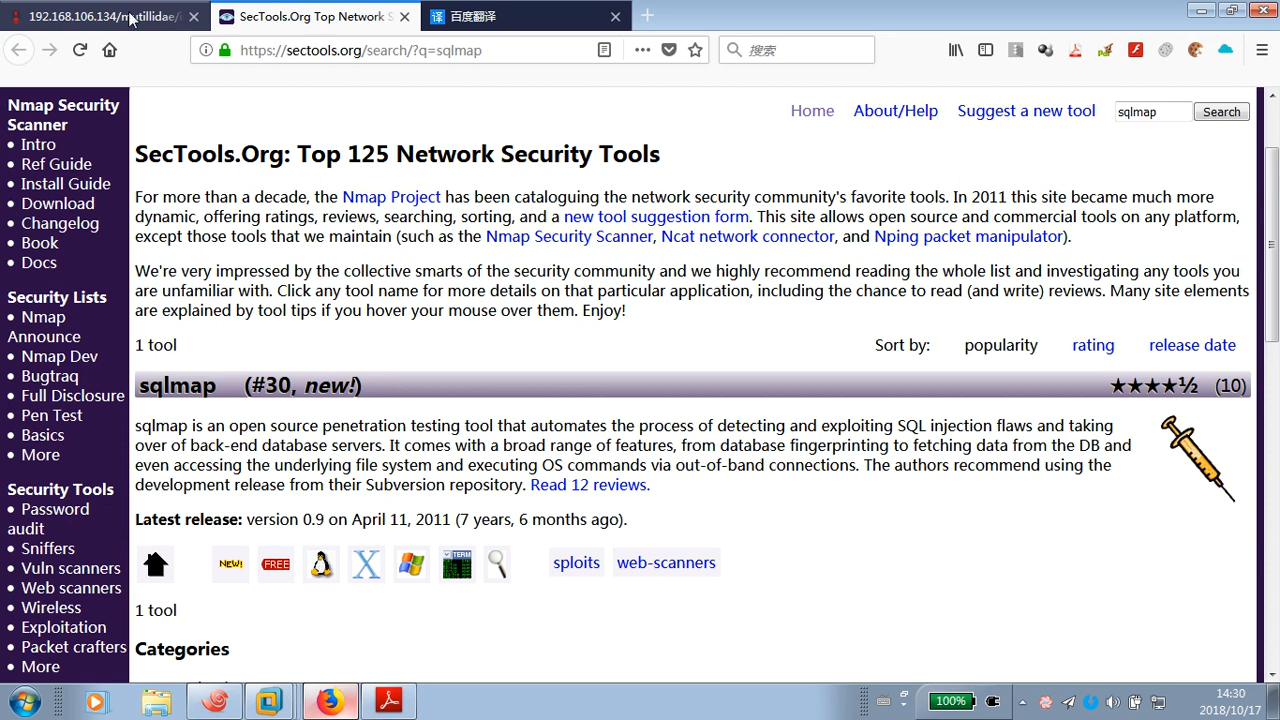 192.168.106.134/mutillidae/
SecTools.Org Top Network S
百度翻译
https://sectools.org/search/?q=sqlmap
搜索
Nmap Security
Scanner
Intro
Ref Guide
Install Guide
Download
Changelog
Book
Docs
Security Lists
Nmap
Announce
Nmap Dev
Bugtraq
Full Disclosure
Pen Test
Basics
More
Security Tools
Password
audit
Sniffers
Vuln scanners
Web scanners
Wireless
Exploitation
Packet crafters
More
Home About/Help Suggest a new tool sqlmap Search
SecTools.Org: Top 125 Network Security Tools
For more than a decade, the Nmap Project has been cataloguing the network security community's favorite tools. In 2011 this site became much more
dynamic, offering ratings, reviews, searching, sorting, and a new tool suggestion form. This site allows open source and commercial tools on any platform,
except those tools that we maintain (such as the Nmap Security Scanner, Ncat network connector, and Nping packet manipulator).
We're very impressed by the collective smarts of the security community and we highly recommend reading the whole list and investigating any tools you
are unfamiliar with. Click any tool name for more details on that particular application, including the chance to read (and write) reviews. Many site elements
are explained by tool tips if you hover your mouse over them. Enjoy!
1 tool Sort by: popularity rating release date
sqlmap (#30, new!) ★★★★½ (10)
sqlmap is an open source penetration testing tool that automates the process of detecting and exploiting SQL injection flaws and taking
over of back-end database servers. It comes with a broad range of features, from database fingerprinting to fetching data from the DB and
even accessing the underlying file system and executing OS commands via out-of-band connections. The authors recommend using the
development release from their Subversion repository. Read 12 reviews.
Latest release: version 0.9 on April 11, 2011 (7 years, 6 months ago).
NEW! FREE TERM sploits web-scanners
1 tool
Categories
100%
14:30
2018/10/17